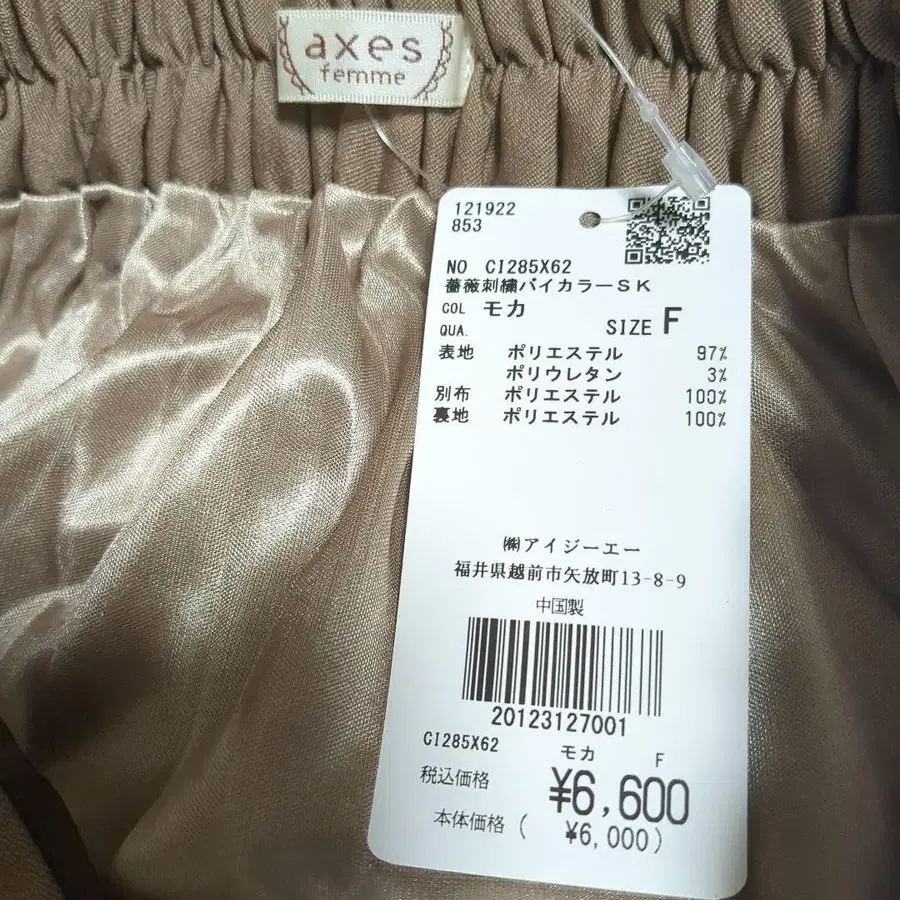 axes
femme
121922
853
NO CI285X62
薔薇刺繍バイカラーSK
COL モカ
QUA. SIZE F
表地 ポリエステル 97%
ポリウレタン 3%
別布 ポリエステル 100%
裏地 ポリエステル 100%
㈱アイジーエー
福井県越前市矢放町13-8-9
中国製
20123127001
CI285X62 モカ F
税込価格 ¥6,600
本体価格( ¥6,000)